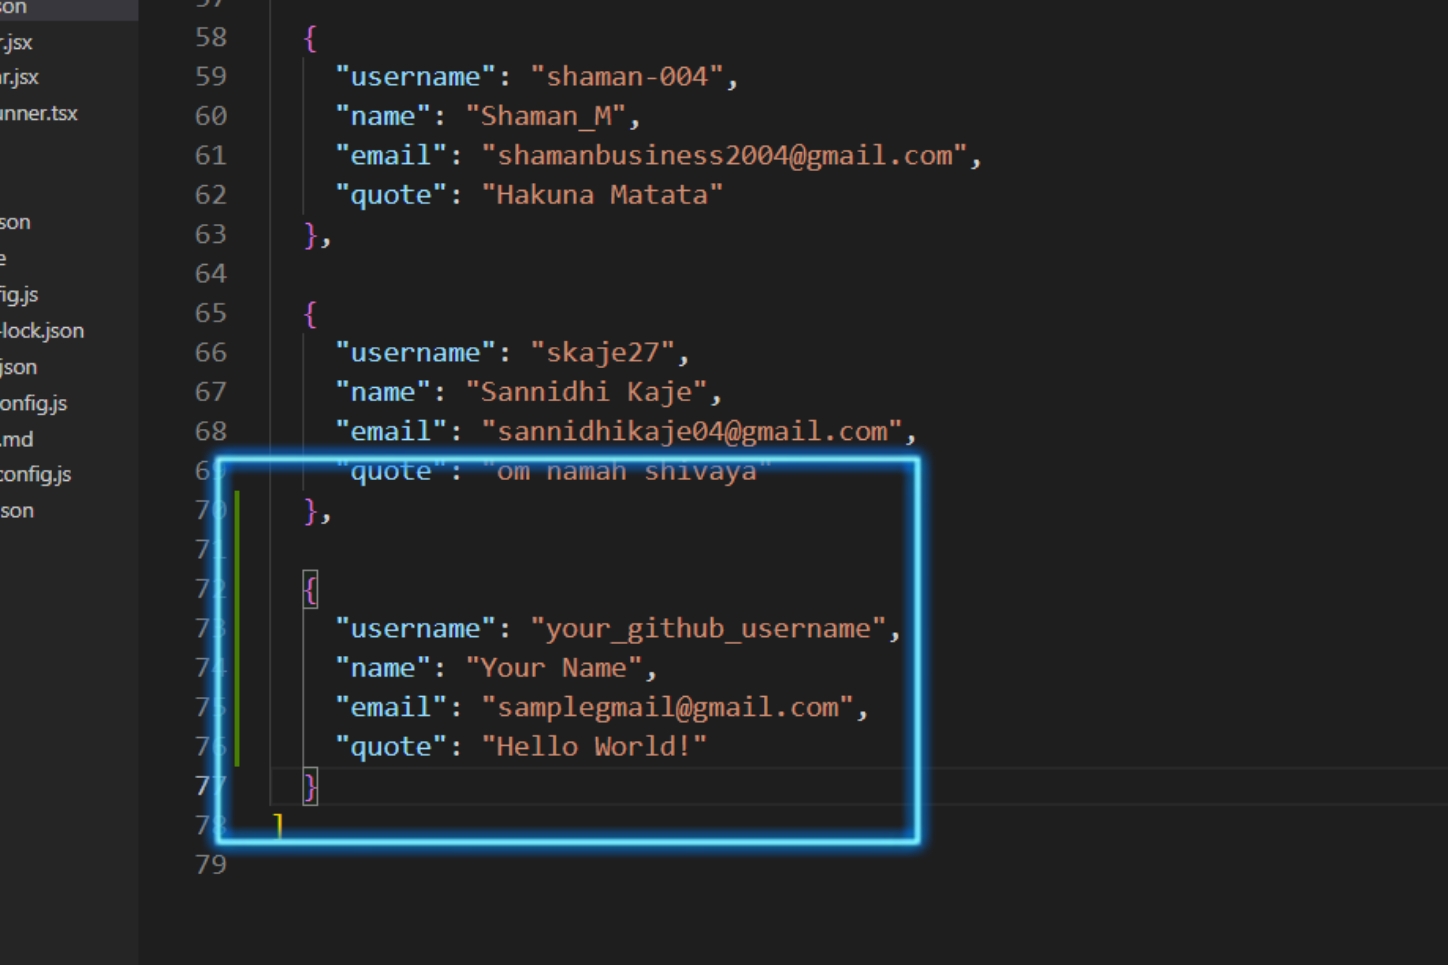 son
r.jsx
ar.jsx
unner.tsx
son
e
fig.js
-lock.json
json
onfig.js
.md
config.js
son
57
58 {
59 "username": "shaman-004",
60 "name": "Shaman_M",
61 "email": "shamanbusiness2004@gmail.com",
62 "quote": "Hakuna Matata"
63 },
64
65 {
66 "username": "skaje27",
67 "name": "Sannidhi Kaje",
68 "email": "sannidhikaje04@gmail.com",
69 "quote": "om namah shivaya"
70 },
71
72 {
73 "username": "your_github_username",
74 "name": "Your Name",
75 "email": "samplegmail@gmail.com",
76 "quote": "Hello World!"
77 }
78 ]
79